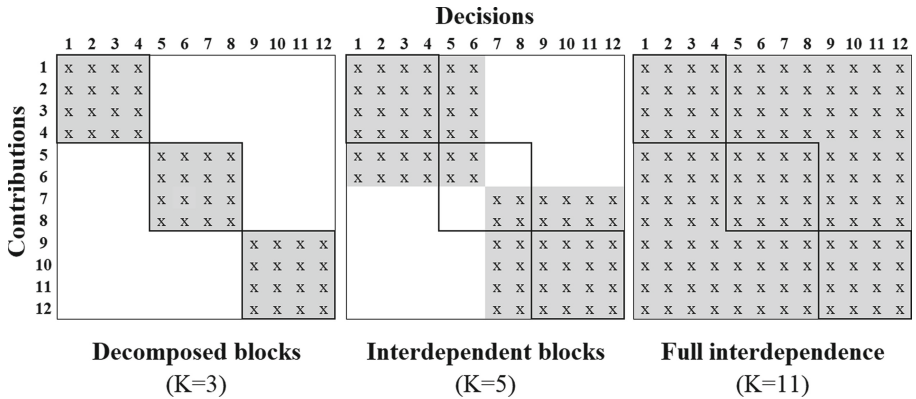 Decisions
1 2 3 4 5 6 7 8 9 10 11 12 1 2 3 4 5 6 7 8 9 10 11 12 1 2 3 4 5 6 7 8 9 10 11 12
Contributions
1 x x x x x x x x x x x x x x x x x x x x x x
2 x x x x x x x x x x x x x x x x x x x x x x
3 x x x x x x x x x x x x x x x x x x x x x x
4 x x x x x x x x x x x x x x x x x x x x x x
5 x x x x x x x x x x x x x x x x x x x x x x
6 x x x x x x x x x x x x x x x x x x x x x x
7 x x x x x x x x x x x x x x x x x x x x x x
8 x x x x x x x x x x x x x x x x x x x x x x
9 x x x x x x x x x x x x x x x x x x x x x x
10 x x x x x x x x x x x x x x x x x x x x x x
11 x x x x x x x x x x x x x x x x x x x x x x
12 x x x x x x x x x x x x x x x x x x x x x x
Decomposed blocks Interdependent blocks Full interdependence
(K=3) (K=5) (K=11)